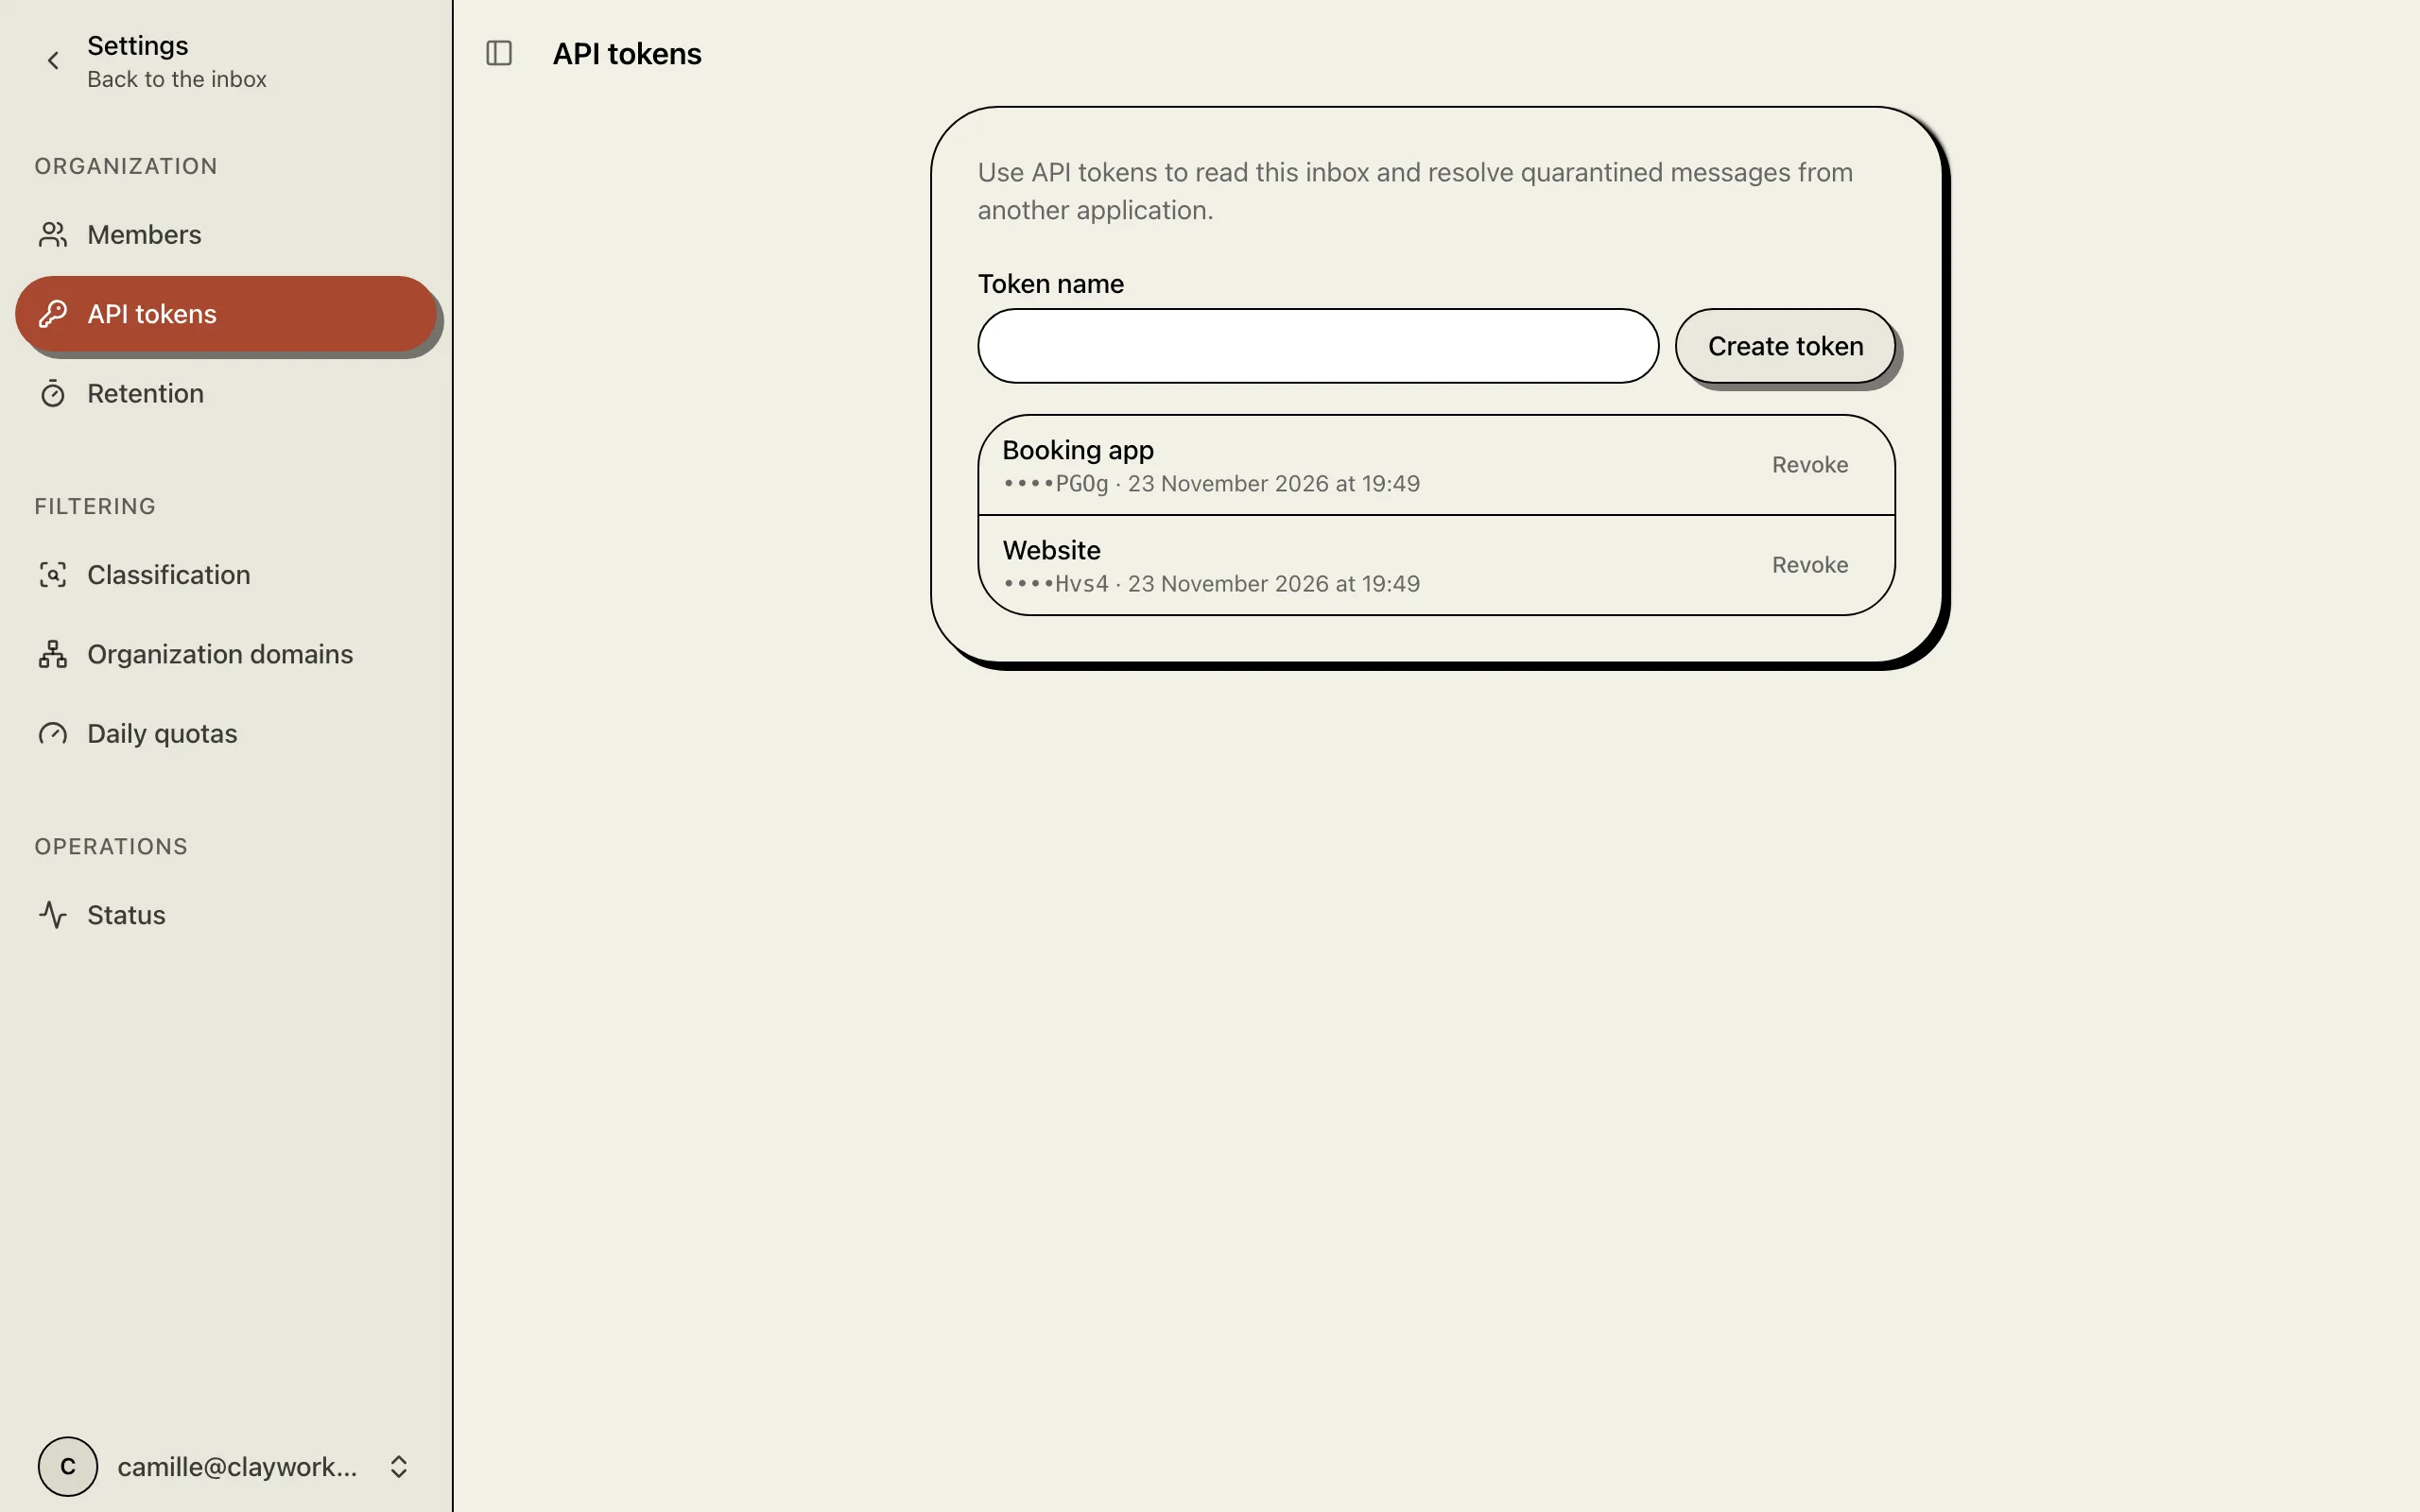 Settings
Back to the inbox
ORGANIZATION
Members
API tokens
Retention
FILTERING
Classification
Organization domains
Daily quotas
OPERATIONS
Status
C
camille@claywork...
API tokens
Use API tokens to read this inbox and resolve quarantined messages from
another application.
Token name
Create token
Booking app
••••PGOg · 23 November 2026 at 19:49
Revoke
Website
••••Hvs4 · 23 November 2026 at 19:49
Revoke